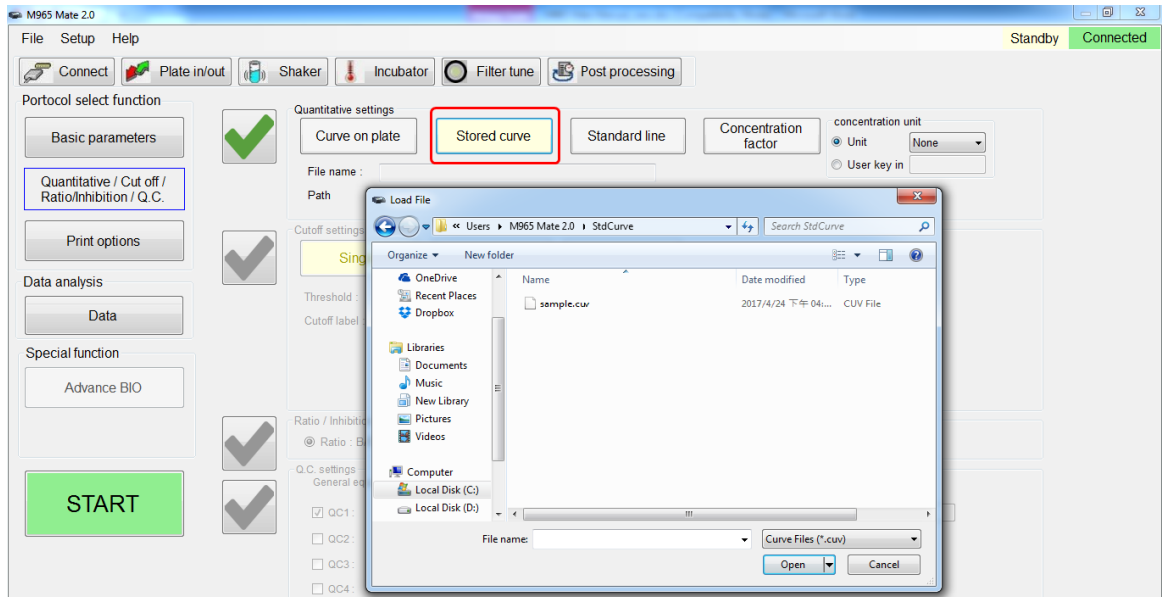 M965 Mate 2.0
File Setup Help
Standby Connected
Connect Plate in/out Shaker Incubator Filter tune Post processing
Portocol select function
Basic parameters
Quantitative / Cut off /
Ratio/Inhibition / Q.C.
Print options
Data analysis
Data
Special function
Advance BIO
START
Quantitative settings
Curve on plate Stored curve Standard line Concentration
factor
concentration unit
Unit None
User key in
File name :
Path
Cutoff settings
Sing
Threshold :
Cutoff label
Ratio / Inhibitio
Ratio : B
Q.C. settings
General eq
QC1 :
QC2 :
QC3 :
QC4 :
Load File
« Users M965 Mate 2.0 StdCurve
Search StdCurve
Organize New folder
OneDrive
Recent Places
Dropbox
Libraries
Documents
Music
New Library
Pictures
Videos
Computer
Local Disk (C:)
Local Disk (D:)
Name Date modified Type
sample.cuv 2017/4/24 下午 04:... CUV File
File name: Curve Files (*.cuv)
Open Cancel